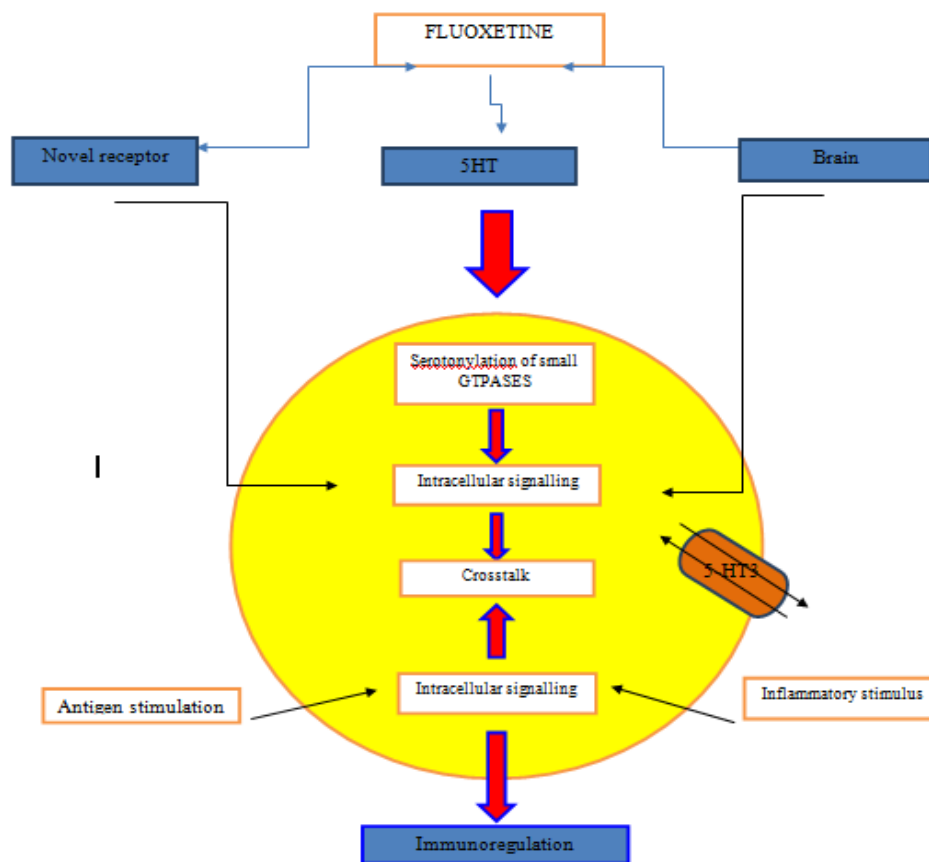 FLUOXETINE
Novel receptor
5HT
Brain
Serotonylation of small
GTPASES
Intracellular signalling
5-HT3
Crosstalk
Intracellular signalling
Antigen stimulation
Inflammatory stimulus
Immunoregulation